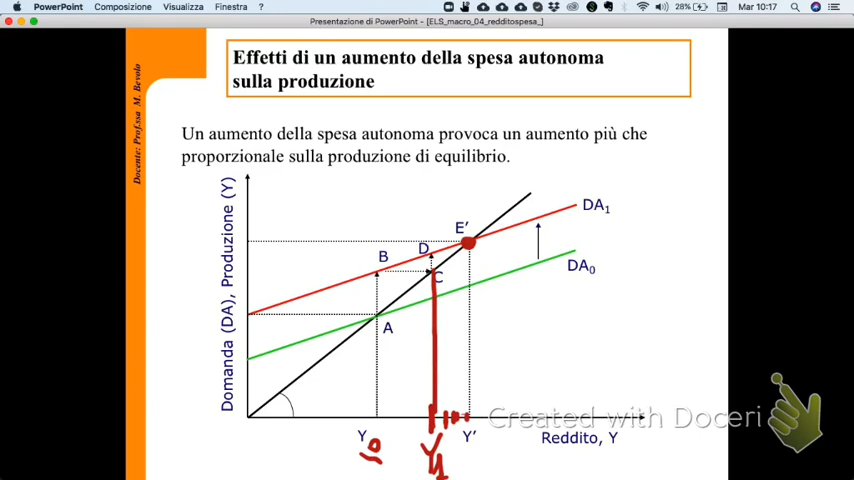 PowerPoint Composizione Visualizza Finestra ? 28% Mar 10:17
Presentazione di PowerPoint - [ELS_macro_04_redditospesa_]
Docente: Prof.ssa M. Bevolo
Effetti di un aumento della spesa autonoma
sulla produzione
Un aumento della spesa autonoma provoca un aumento più che
proporzionale sulla produzione di equilibrio.
Domanda (DA), Produzione (Y)
DA₁
E’
D
B
DA₀
C
A
Created with Doceri
Y₀ Y₁ Y’ Reddito, Y